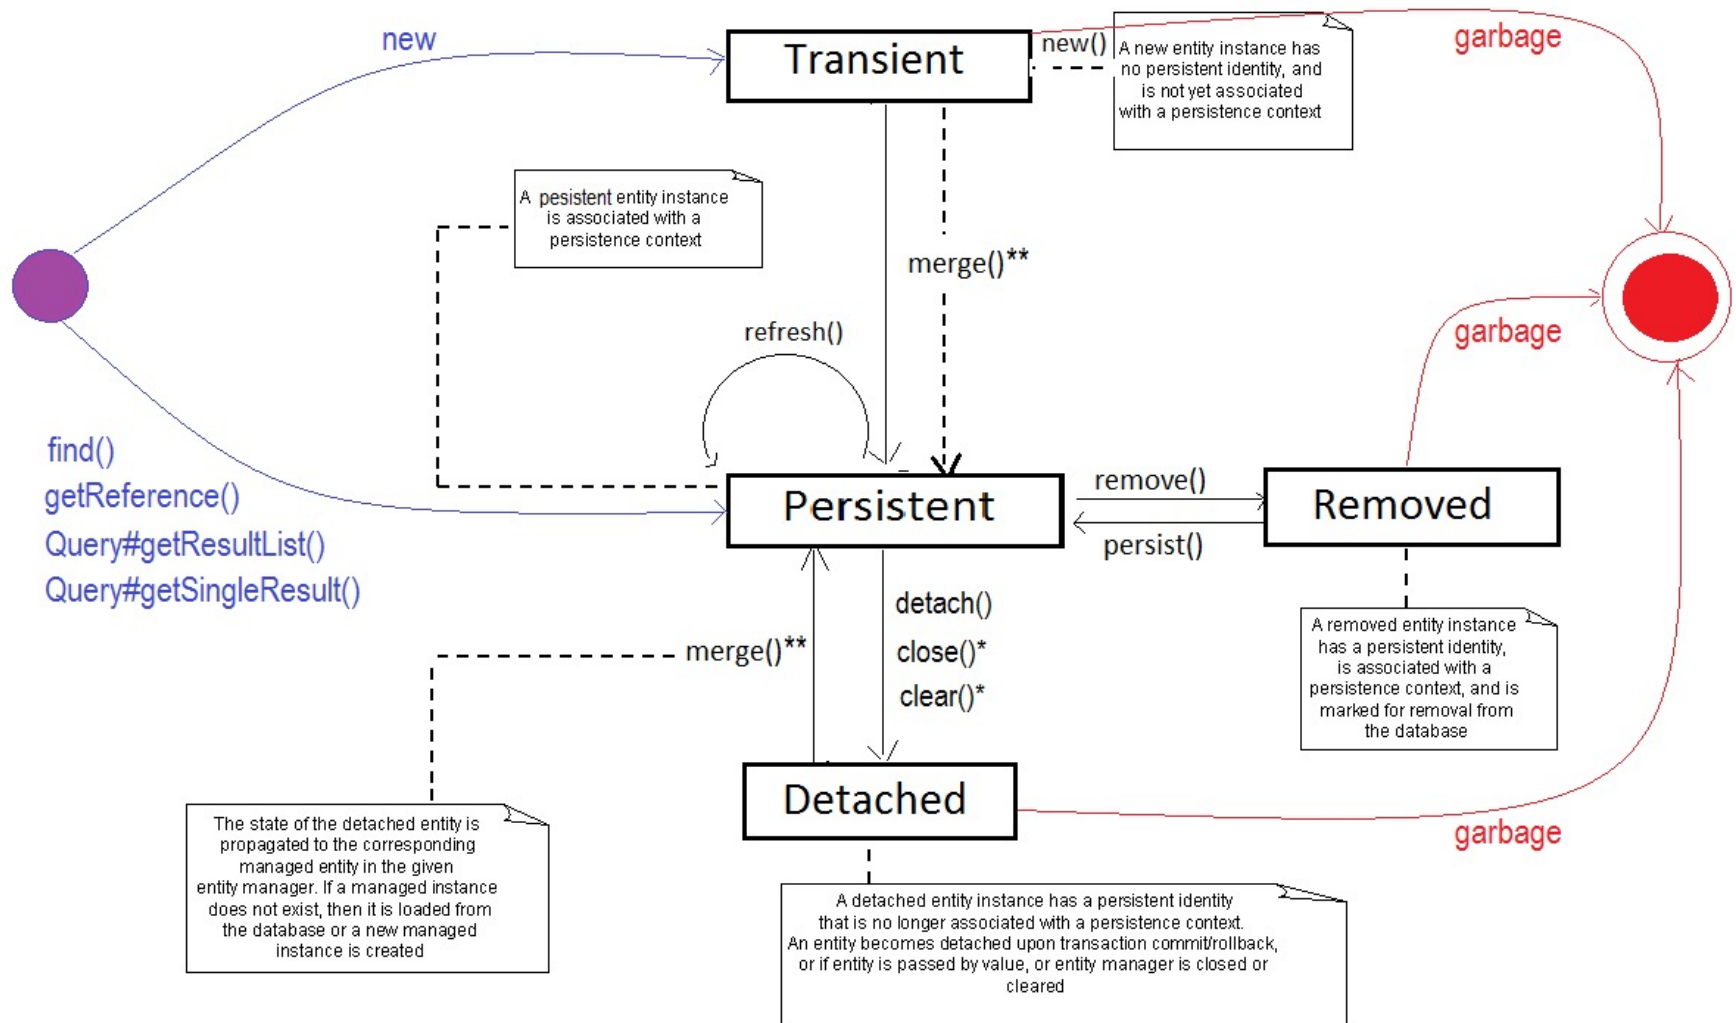 new
Transient
new()
A new entity instance has
no persistent identity, and
is not yet associated
with a persistence context
garbage
A pesistent entity instance
is associated with a
persistence context
merge()**
refresh()
garbage
find()
getReference()
Query#getResultList()
Query#getSingleResult()
Persistent
remove()
persist()
Removed
detach()
close()*
clear()*
merge()**
A removed entity instance
has a persistent identity,
is associated with a
persistence context, and is
marked for removal from
the database
Detached
garbage
The state of the detached entity is
propagated to the corresponding
managed entity in the given
entity manager. If a managed instance
does not exist, then it is loaded from
the database or a new managed
instance is created
A detached entity instance has a persistent identity
that is no longer associated with a persistence context.
An entity becomes detached upon transaction commit/rollback,
or if entity is passed by value, or entity manager is closed or
cleared